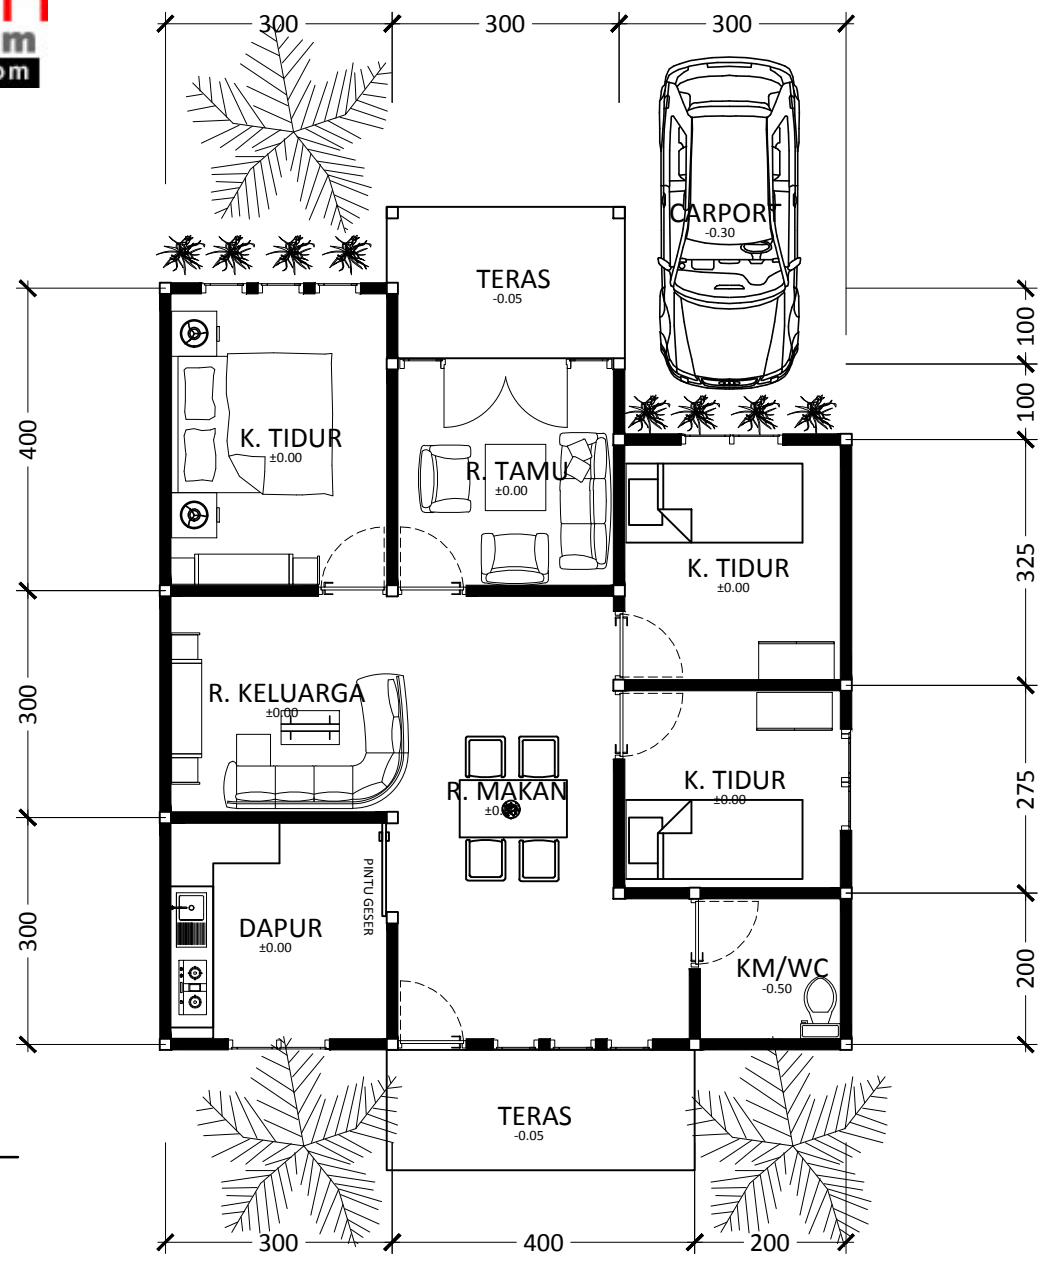 m
om
300
300
300
CARPORT
-0.30
TERAS
-0.05
100
100
400
K. TIDUR
±0.00
R. TAMU
±0.00
325
K. TIDUR
±0.00
300
R. KELUARGA
±0.00
R. MAKAN
K. TIDUR
±0.00
275
PINTU GESER
DAPUR
±0.00
300
KM/WC
-0.50
200
TERAS
-0.05
300
400
200